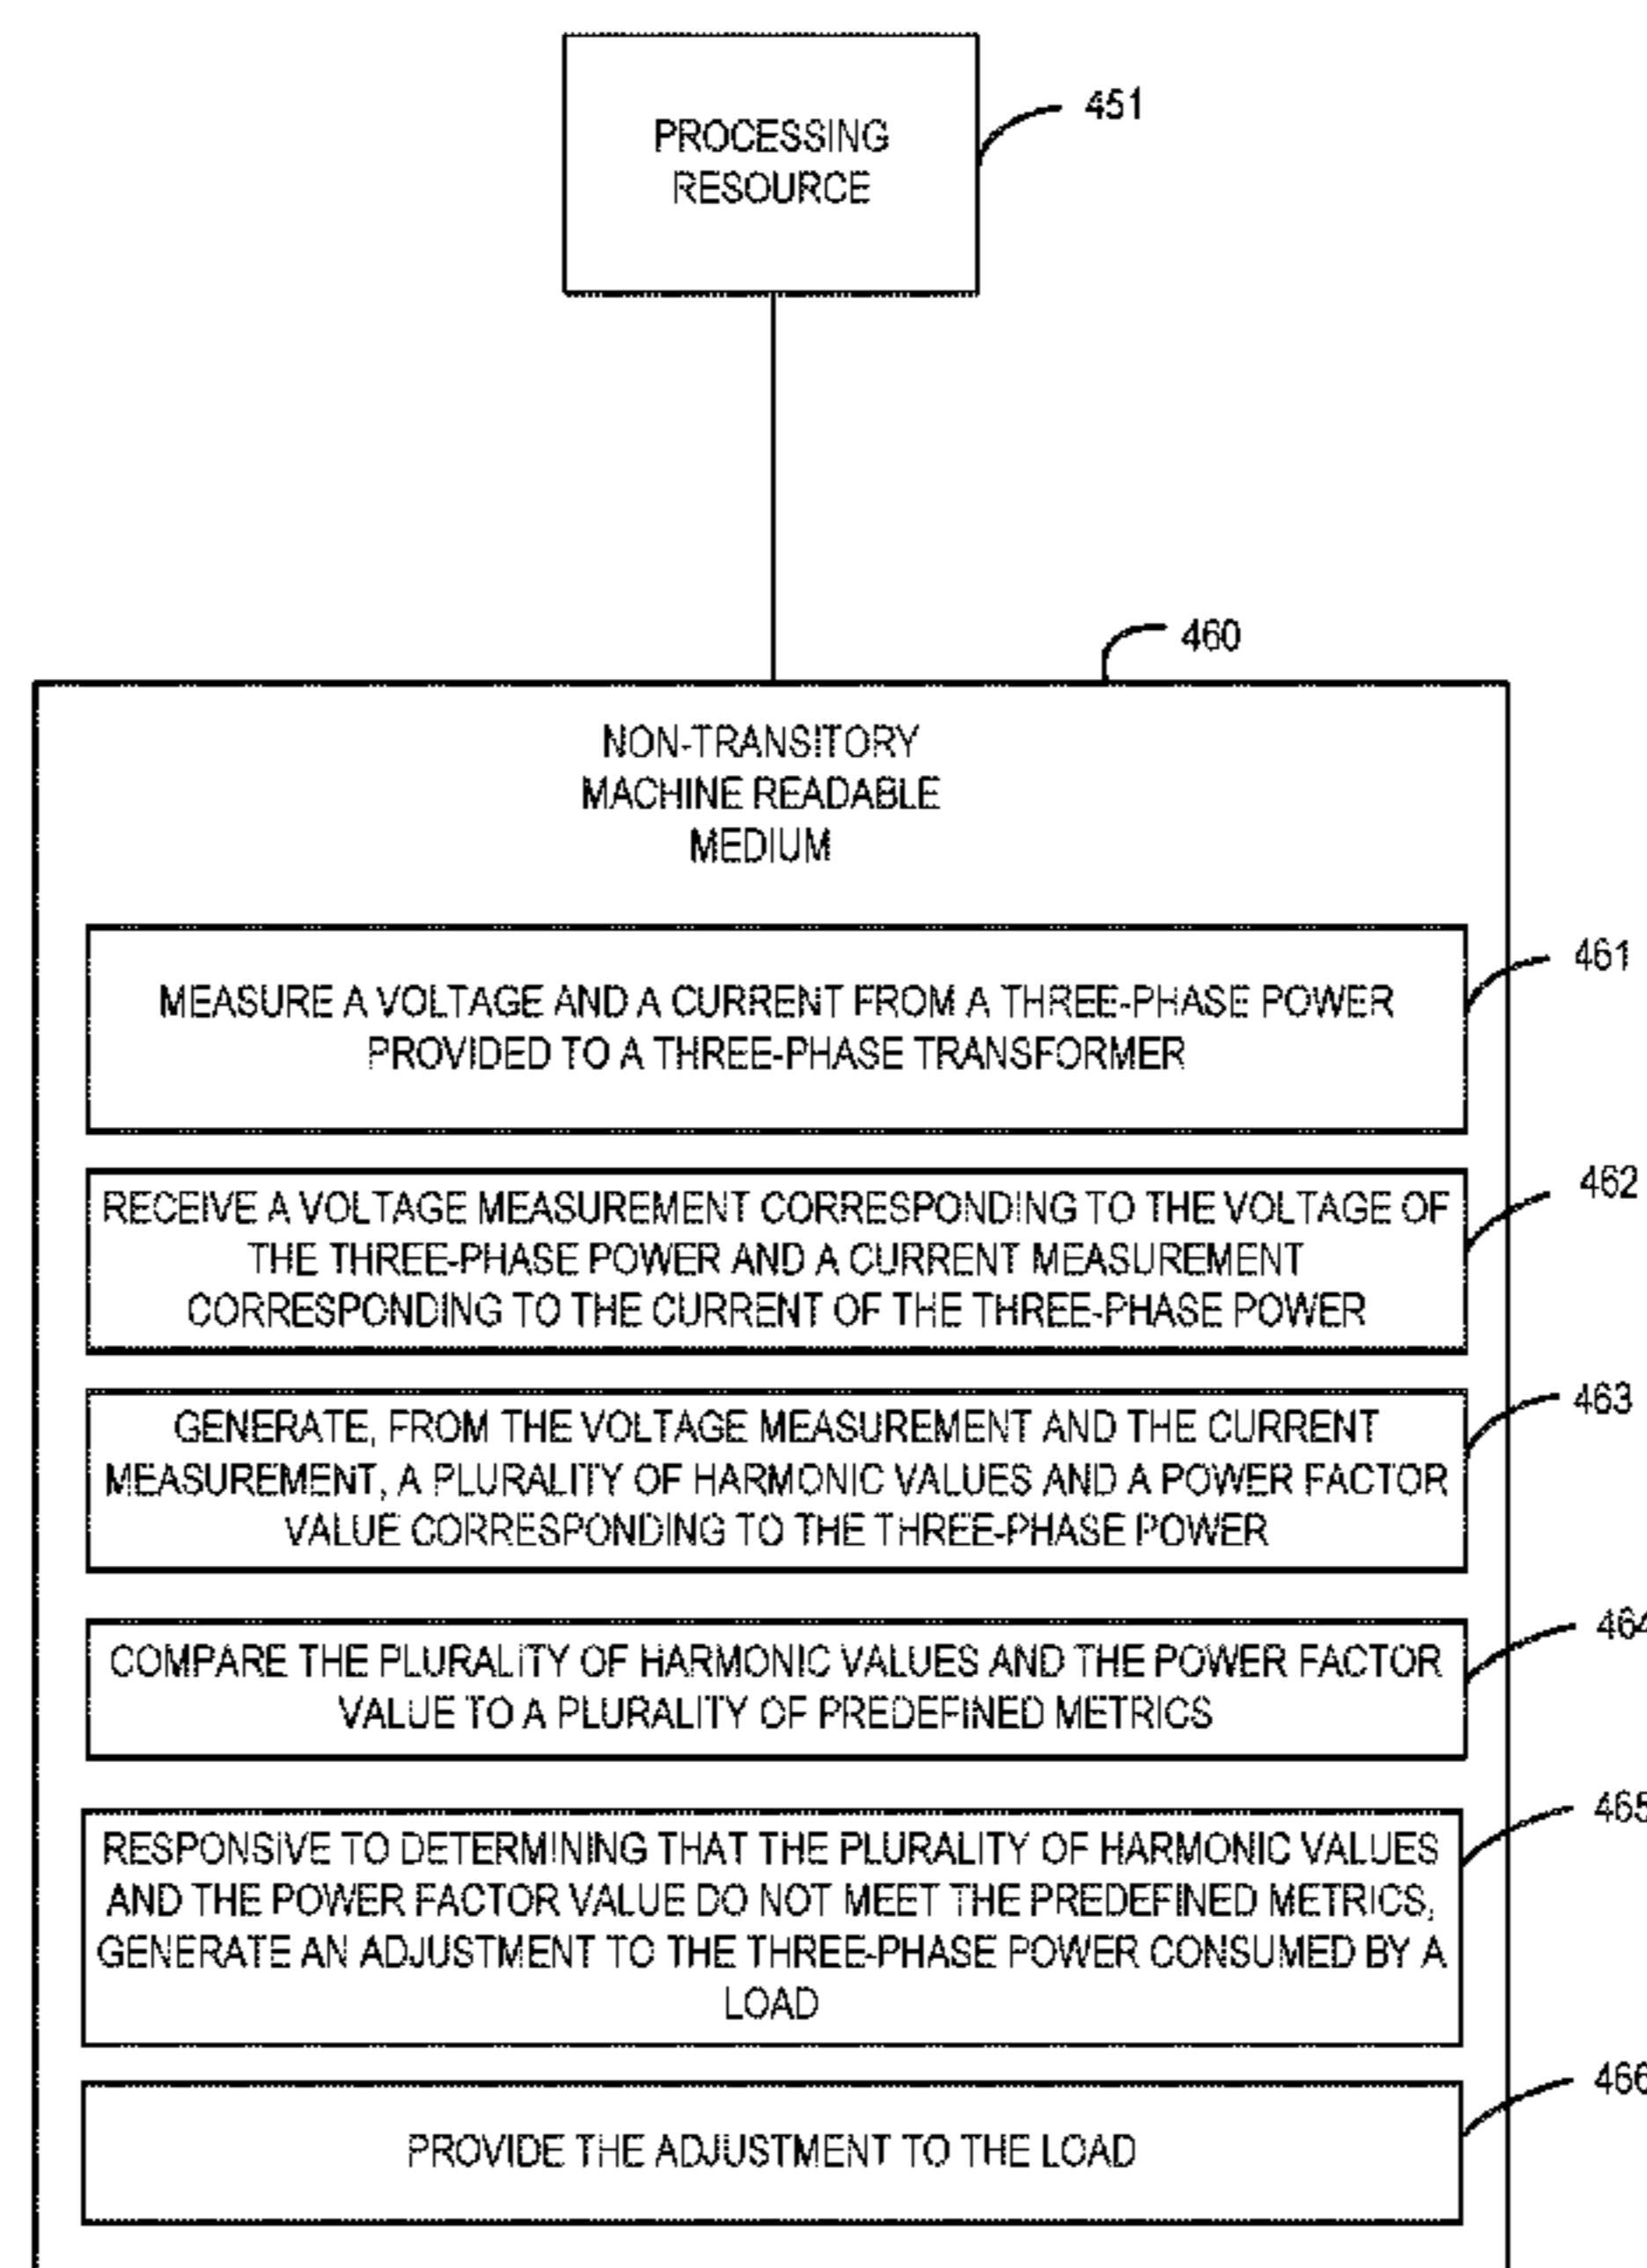 PROCESSING
RESOURCE
451
460
NON-TRANSITORY
MACHINE READABLE
MEDIUM
MEASURE A VOLTAGE AND A CURRENT FROM A THREE-PHASE POWER
PROVIDED TO A THREE-PHASE TRANSFORMER
461
RECEIVE A VOLTAGE MEASUREMENT CORRESPONDING TO THE VOLTAGE OF
THE THREE-PHASE POWER AND A CURRENT MEASUREMENT
CORRESPONDING TO THE CURRENT OF THE THREE-PHASE POWER
462
GENERATE, FROM THE VOLTAGE MEASUREMENT AND THE CURRENT
MEASUREMENT, A PLURALITY OF HARMONIC VALUES AND A POWER FACTOR
VALUE CORRESPONDING TO THE THREE-PHASE POWER
463
COMPARE THE PLURALITY OF HARMONIC VALUES AND THE POWER FACTOR
VALUE TO A PLURALITY OF PREDEFINED METRICS
464
RESPONSIVE TO DETERMINING THAT THE PLURALITY OF HARMONIC VALUES
AND THE POWER FACTOR VALUE DO NOT MEET THE PREDEFINED METRICS,
GENERATE AN ADJUSTMENT TO THE THREE-PHASE POWER CONSUMED BY A
LOAD
465
PROVIDE THE ADJUSTMENT TO THE LOAD
466